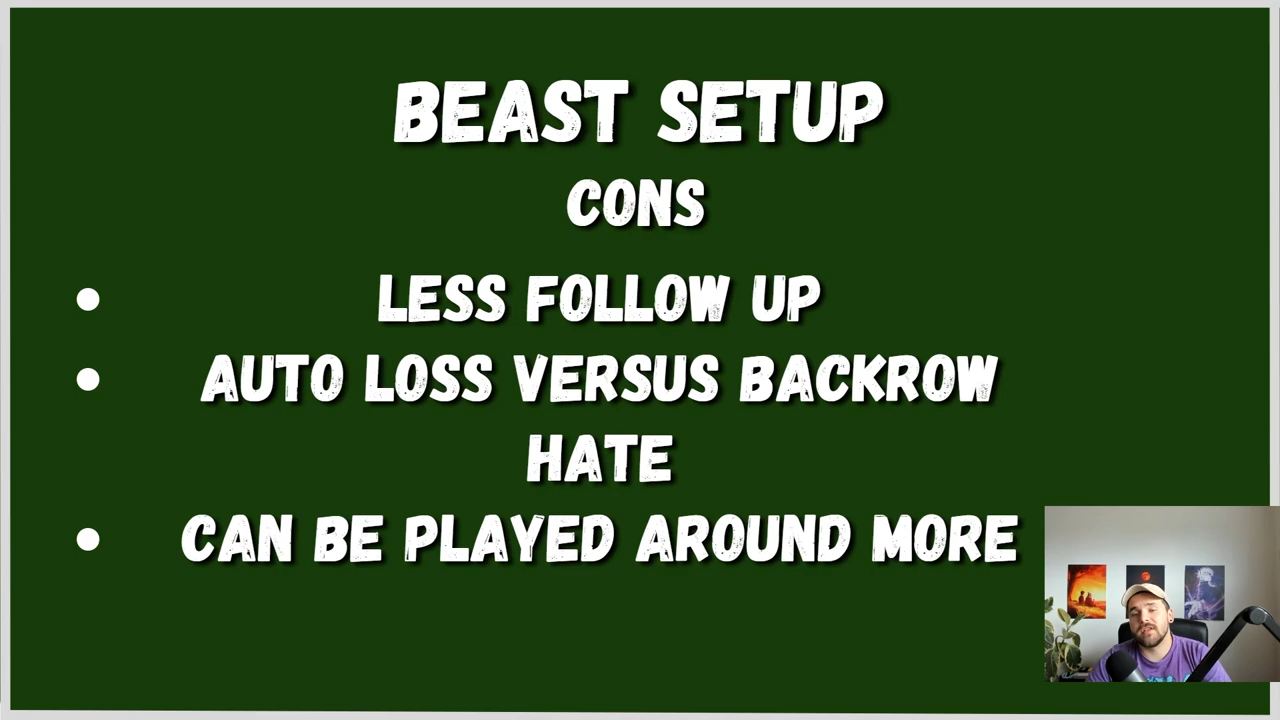 BEAST SETUP
CONS
• LESS FOLLOW UP
• AUTO LOSS VERSUS BACKROW
HATE
• CAN BE PLAYED AROUND MORE